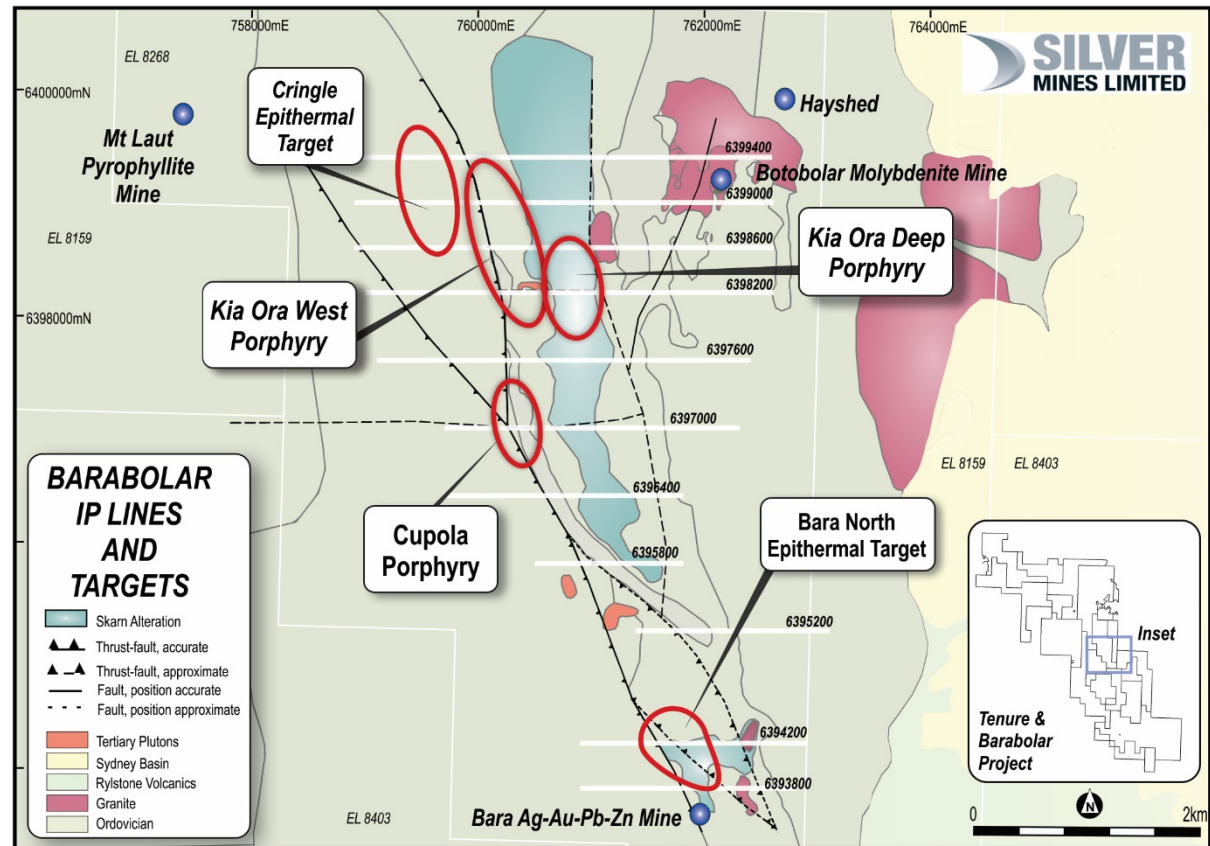 758000mE
760000mE
762000mE
764000mE
SILVER
MINES LIMITED
EL 8268
6400000mN
Mt Laut
Pyrophyllite
Mine
Cringle
Epithermal
Target
Hayshed
6399400
Botobolar Molybdenite Mine
6399000
EL 8159
6398600
Kia Ora Deep
Porphyry
6398200
Kia Ora West
Porphyry
6398000mN
6397600
6397000
EL 8159
EL 8403
6396400
Cupola
Porphyry
Bara North
Epithermal Target
6395800
6395200
6394200
6393800
Bara Ag-Au-Pb-Zn Mine
EL 8403
BARABOLAR
IP LINES
AND
TARGETS
Skarn Alteration
Thrust-fault, accurate
Thrust-fault, approximate
Fault, position accurate
Fault, position approximate
Tertiary Plutons
Sydney Basin
Rylstone Volcanics
Granite
Ordovician
Inset
Tenure &
Barabolar
Project
N
0
2km